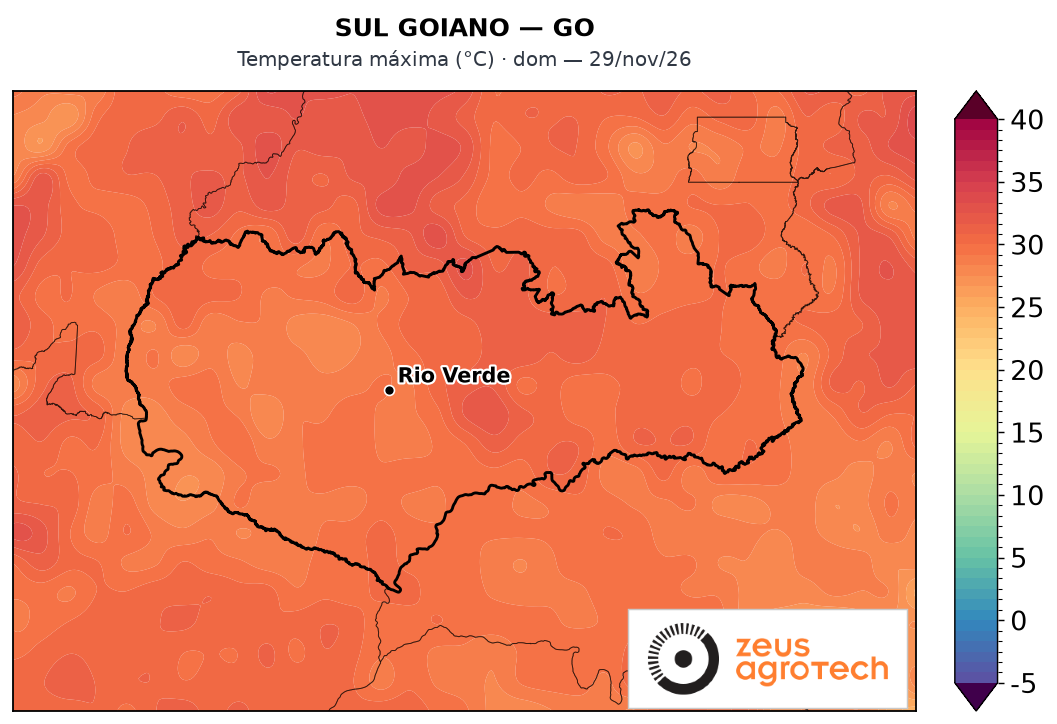 SUL GOIANO — GO
Temperatura máxima (°C) · dom — 29/nov/26
40
35
30
25
20
15
10
5
0
-5
Rio Verde
zeus
agrotech